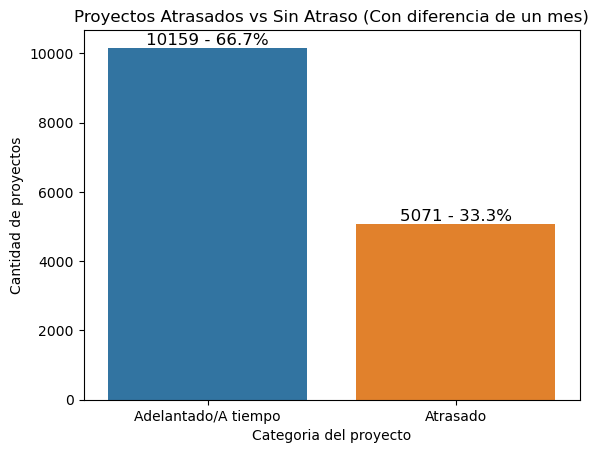 Proyectos Atrasados vs Sin Atraso (Con diferencia de un mes)
10159 - 66.7%
5071 - 33.3%
10000
8000
6000
4000
2000
0
Cantidad de proyectos
Adelantado/A tiempo
Atrasado
Categoria del proyecto